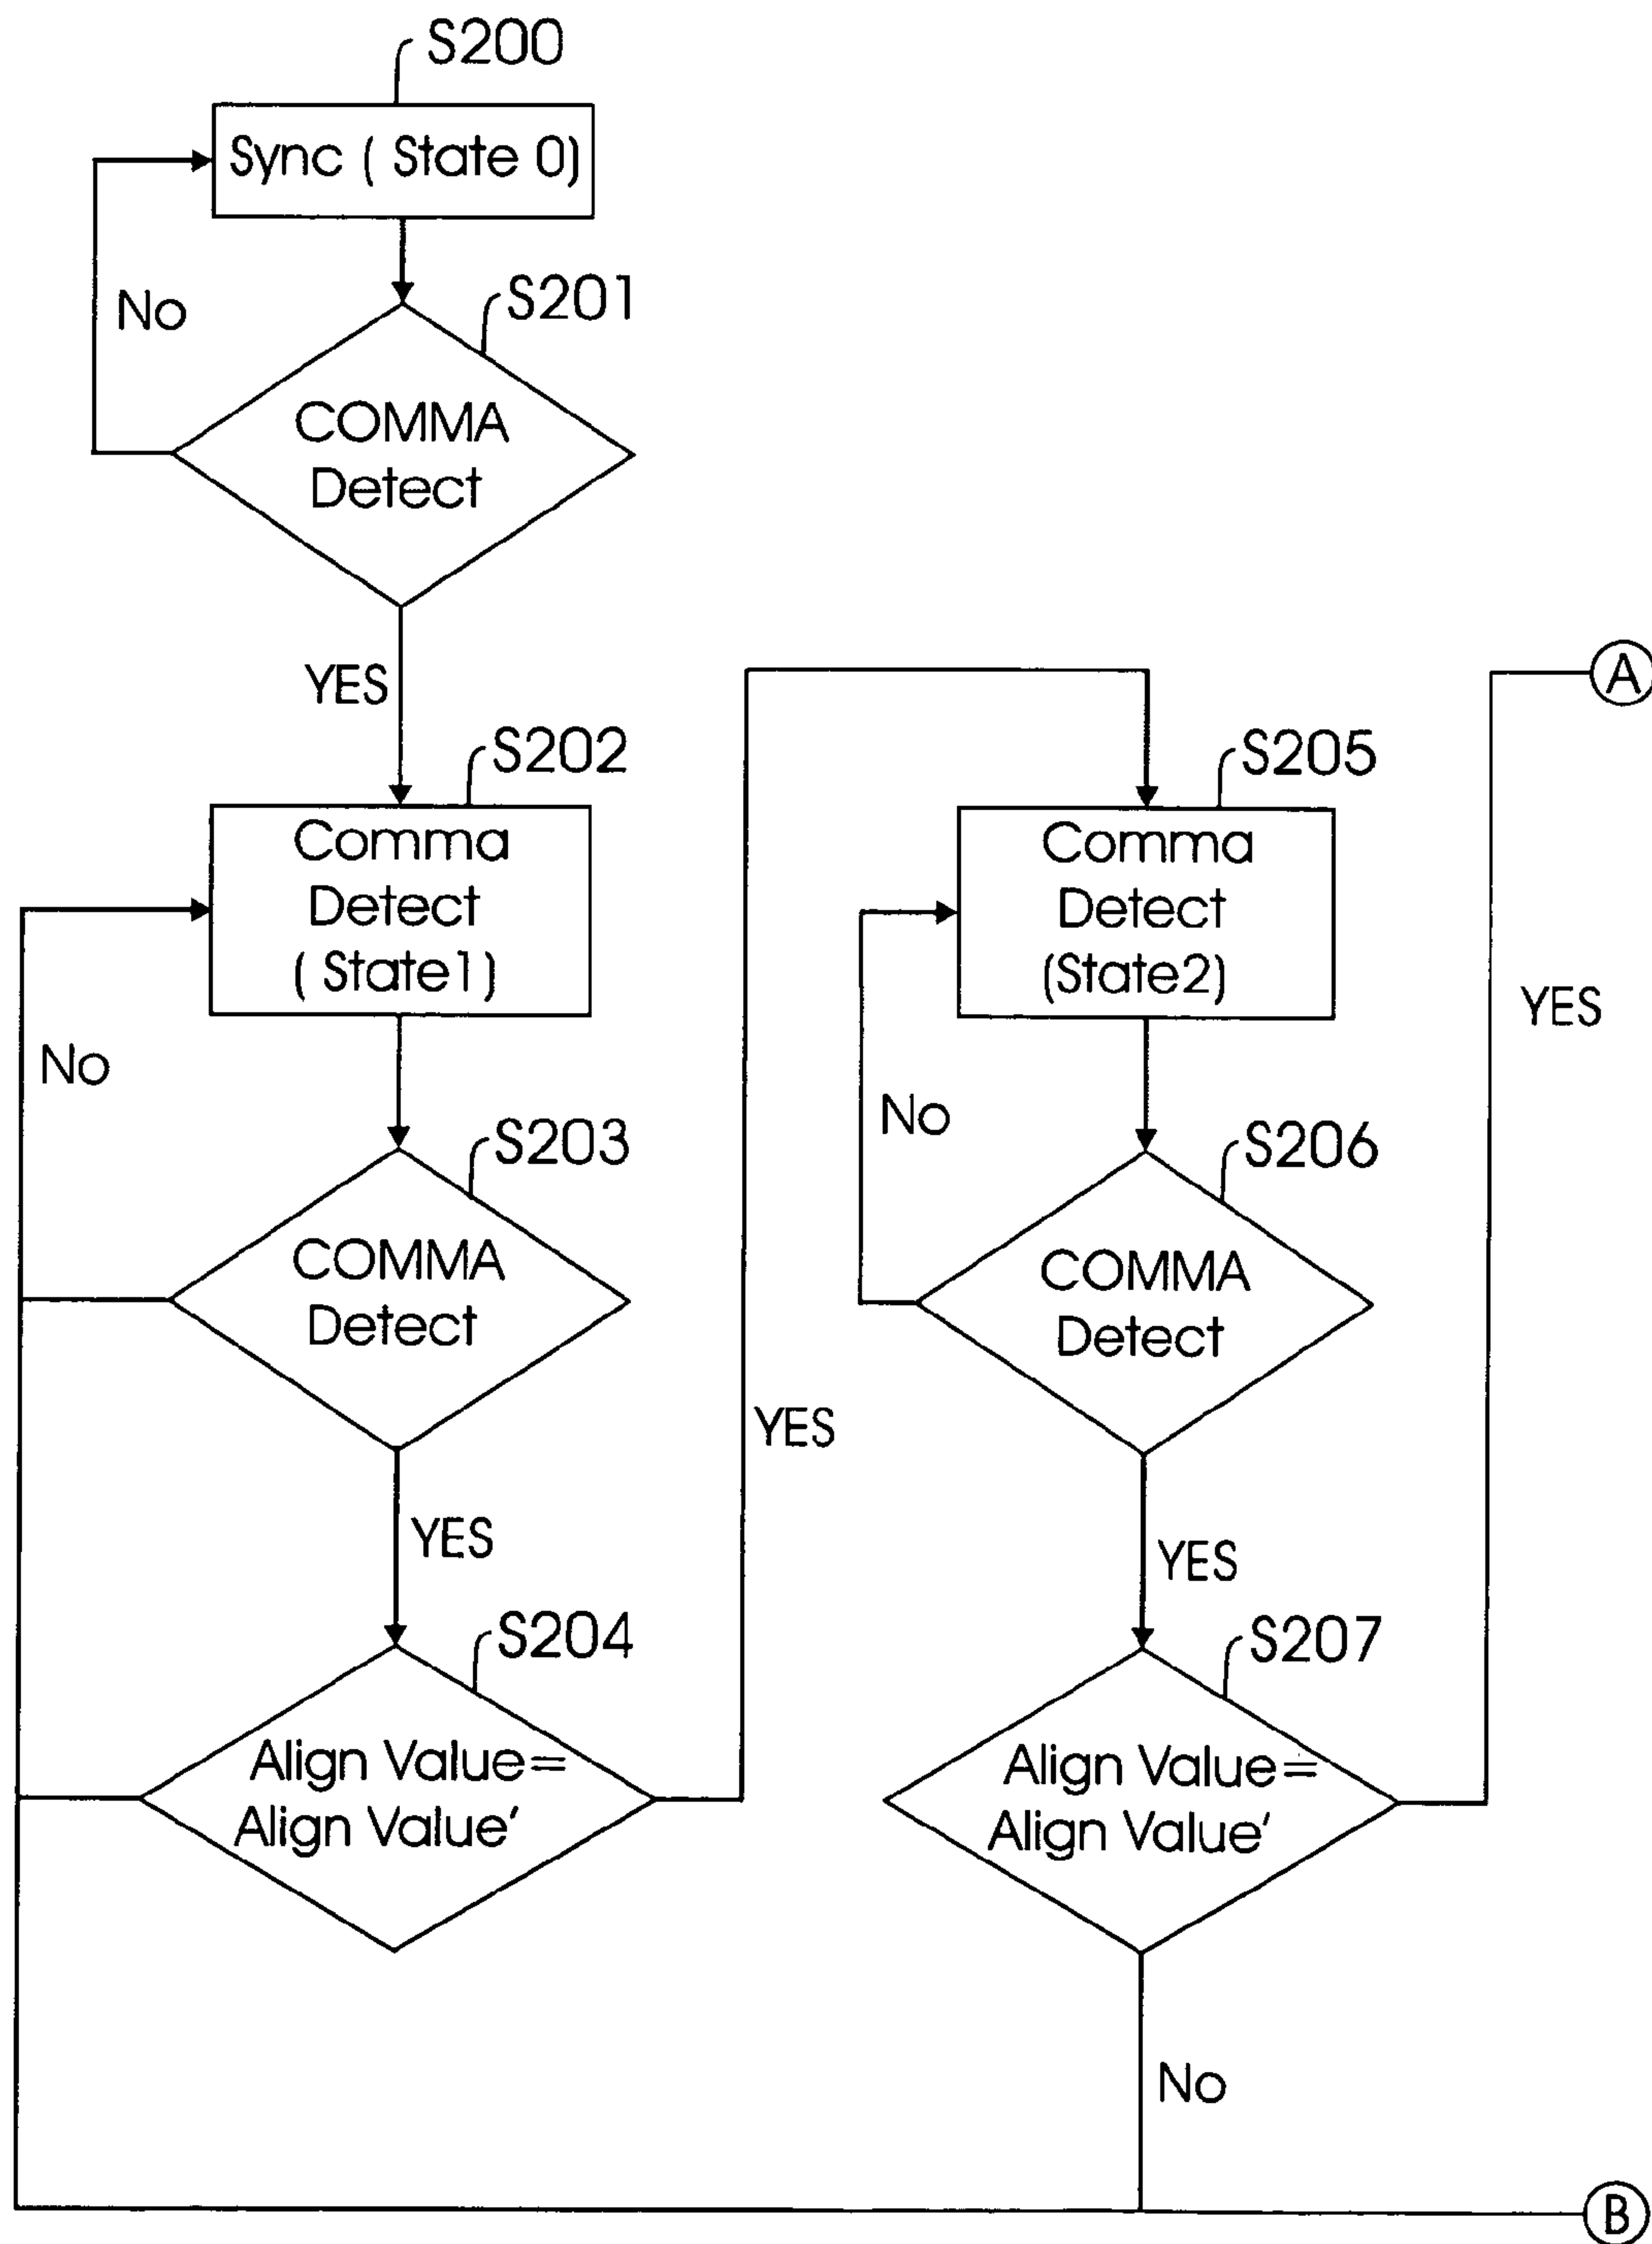 S200
Sync ( State 0)
No
S201
COMMA
Detect
YES
S202
Comma
Detect
( State1)
No
S203
COMMA
Detect
YES
S204
Align Value=
Align Value'
YES
S205
Comma
Detect
(State2)
No
S206
COMMA
Detect
YES
S207
Align Value=
Align Value'
YES
No
A
B